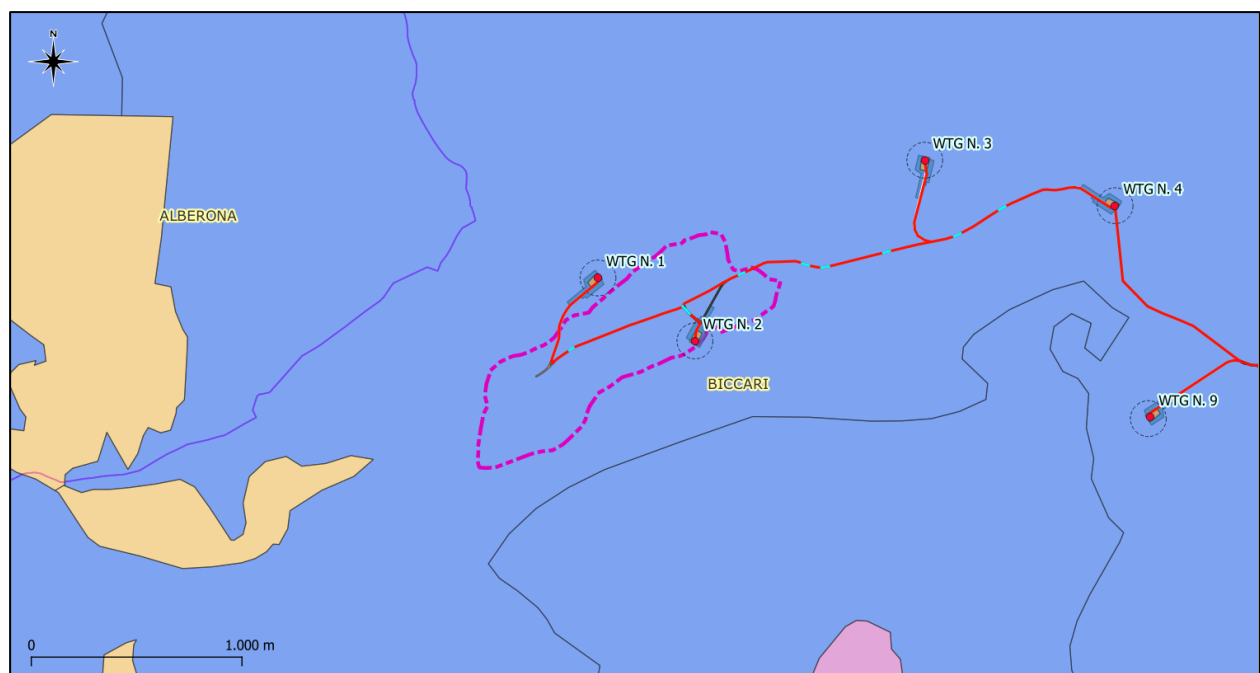 N
WTG N. 3
WTG N. 4
ALBERONA
WTG N. 1
WTG N. 2
BICCARI
WTG N. 9
0 1.000 m